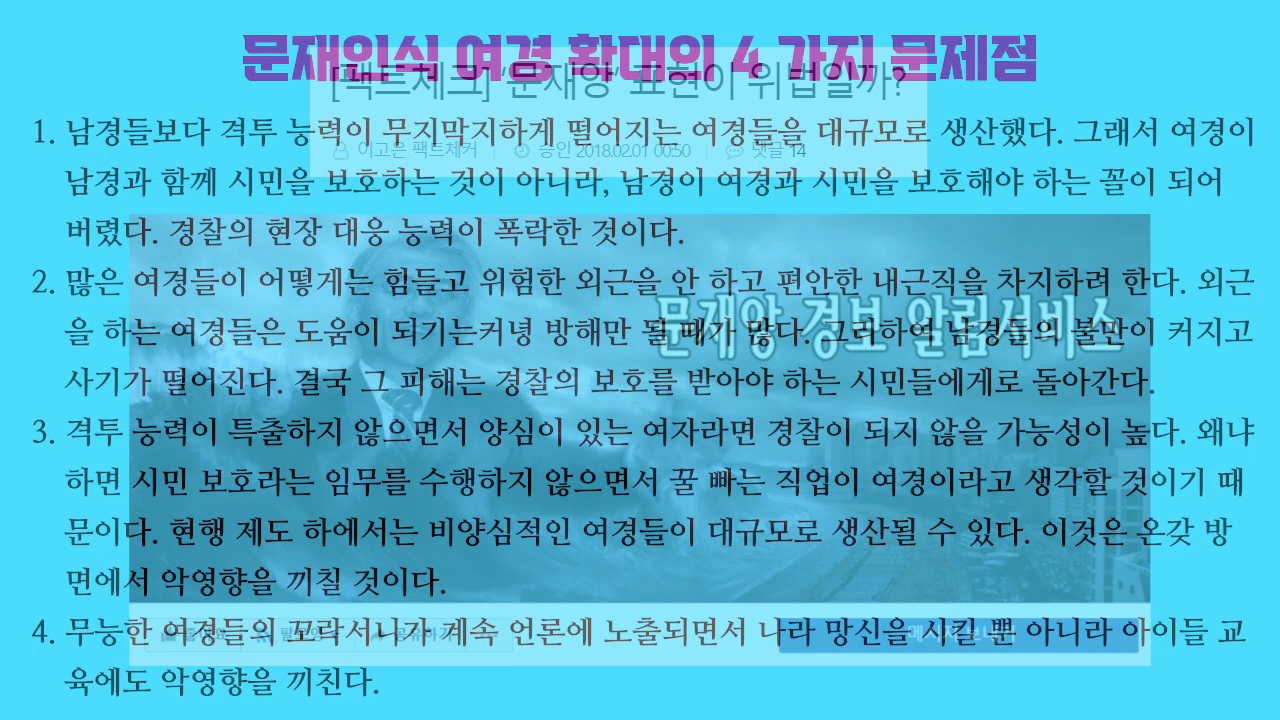 문재인식 여경 확대의 4 가지 문제점
[팩트체크] '문재앙' 표현이 위법일까?
1. 남경들보다 격투 능력이 무지막지하게 떨어지는 여경들을 대규모로 생산했다. 그래서 여경이
이고은 팩트체커 승인 2018.02.01 00:50 댓글 14
남경과 함께 시민을 보호하는 것이 아니라, 남경이 여경과 시민을 보호해야 하는 꼴이 되어
버렸다. 경찰의 현장 대응 능력이 폭락한 것이다.
2. 많은 여경들이 어떻게는 힘들고 위험한 외근을 안 하고 편안한 내근직을 차지하려 한다. 외근
문재앙 경보 알림서비스
을 하는 여경들은 도움이 되기는커녕 방해만 될 때가 많다. 그리하여 남경들의 불만이 커지고
사기가 떨어진다. 결국 그 피해는 경찰의 보호를 받아야 하는 시민들에게로 돌아간다.
3. 격투 능력이 특출하지 않으면서 양심이 있는 여자라면 경찰이 되지 않을 가능성이 높다. 왜냐
하면 시민 보호라는 임무를 수행하지 않으면서 꿀 빠는 직업이 여경이라고 생각할 것이기 때
문이다. 현행 제도 하에서는 비양심적인 여경들이 대규모로 생산될 수 있다. 이것은 온갖 방
면에서 악영향을 끼칠 것이다.
4. 무능한 여경들의 꼬락서니가 계속 언론에 노출되면서 나라 망신을 시킬 뿐 아니라 아이들 교
육에도 악영향을 끼친다.